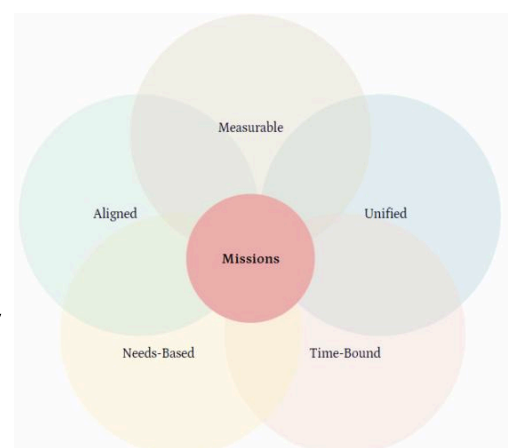 Measurable
Aligned
Unified
Missions
Needs-Based
Time-Bound